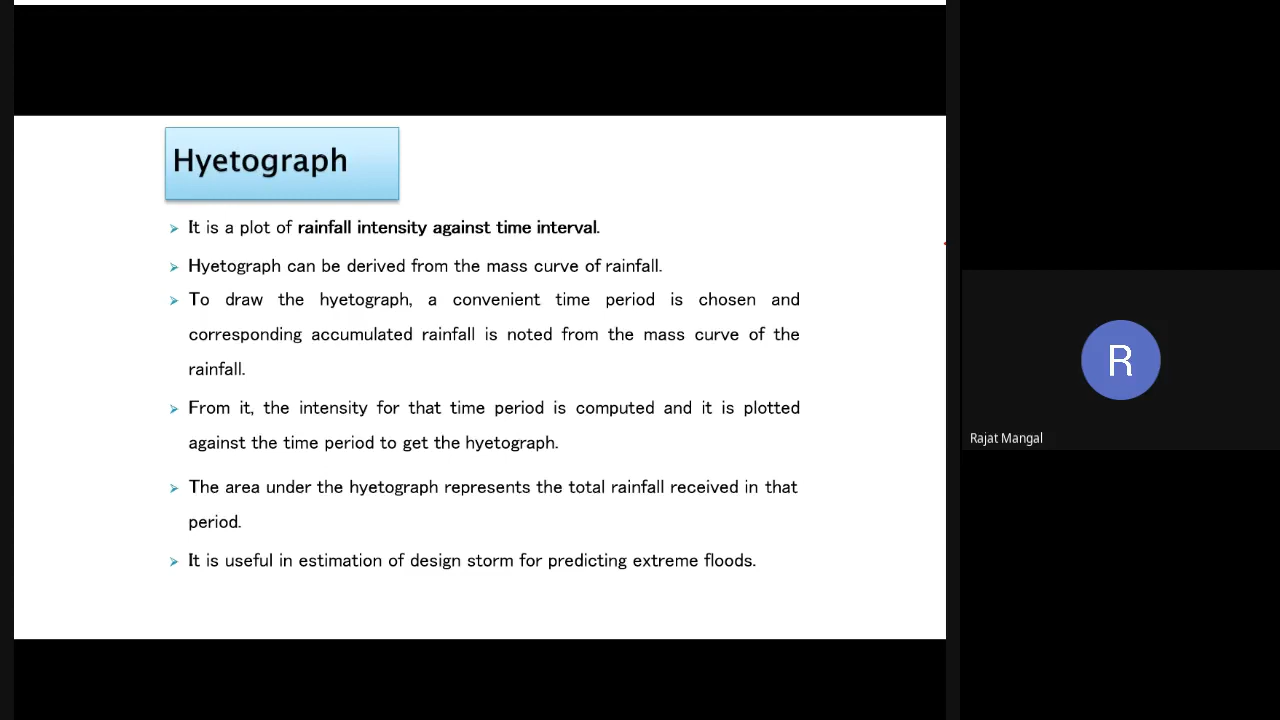 Hyetograph
It is a plot of rainfall intensity against time interval.
Hyetograph can be derived from the mass curve of rainfall.
To draw the hyetograph, a convenient time period is chosen and
corresponding accumulated rainfall is noted from the mass curve of the
rainfall.
From it, the intensity for that time period is computed and it is plotted
against the time period to get the hyetograph.
The area under the hyetograph represents the total rainfall received in that
period.
It is useful in estimation of design storm for predicting extreme floods.
R
Rajat Mangal